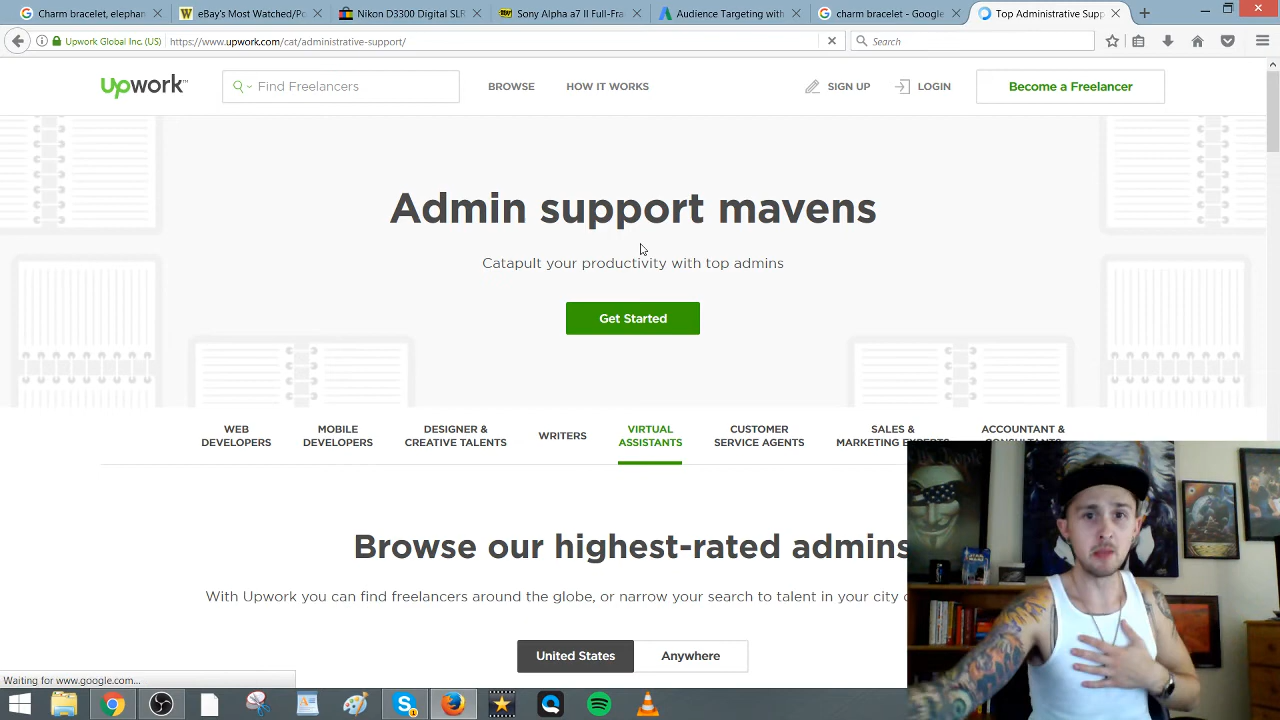 Charm bracelet, elephan
eBay's Most Watched/Po
Nikon D3300 Digital SLR
Sony Alpha a7 II Full-Fra
Audience Targeting with
charm bracelet - Google
Top Administrative Supp
Upwork Global Inc. (US)
https://www.upwork.com/cat/administrative-support/
Search
upwork™
Find Freelancers
BROWSE
HOW IT WORKS
SIGN UP
LOGIN
Become a Freelancer
Admin support mavens
Catapult your productivity with top admins
Get Started
WEB
DEVELOPERS
MOBILE
DEVELOPERS
DESIGNER &
CREATIVE TALENTS
WRITERS
VIRTUAL
ASSISTANTS
CUSTOMER
SERVICE AGENTS
SALES &
MARKETING EXPERTS
ACCOUNTANT &
CONSULTANTS
Browse our highest-rated admins
With Upwork you can find freelancers around the globe, or narrow your search to talent in your city
United States
Anywhere
Waiting for www.google.com...